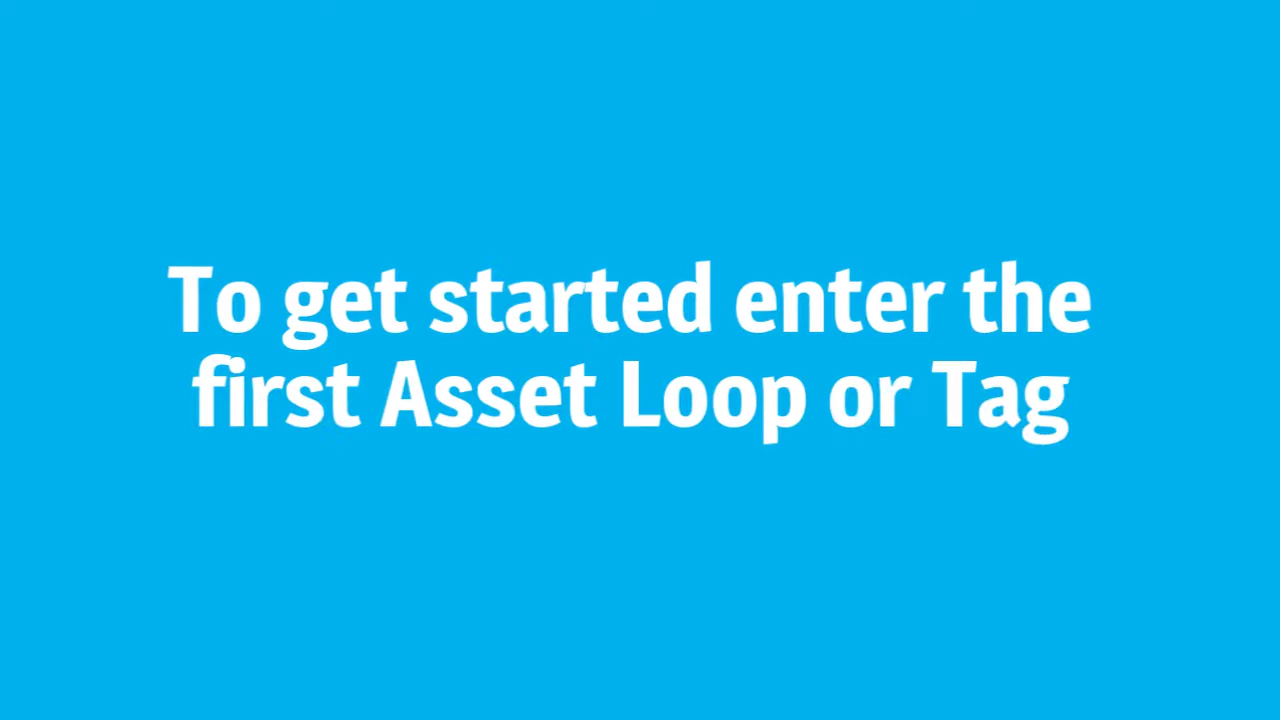 To get started enter the
first Asset Loop or Tag